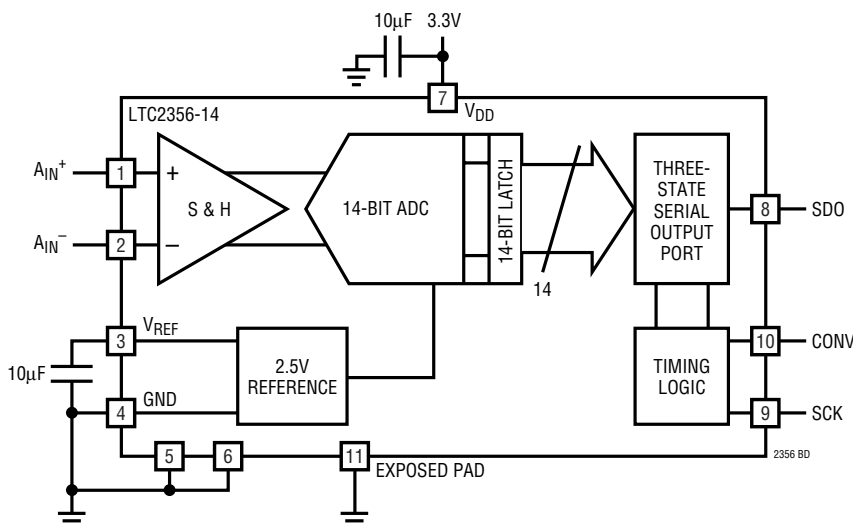 10μF 3.3V
7
V_DD
LTC2356-14
A_IN⁺
1
+
S & H
A_IN⁻
2
–
14-BIT ADC
14-BIT LATCH
14
THREE-
STATE
SERIAL
OUTPUT
PORT
8
SDO
3
V_REF
10μF
4
GND
2.5V
REFERENCE
TIMING
LOGIC
10
CONV
9
SCK
5
6
11
EXPOSED PAD
2356 BD